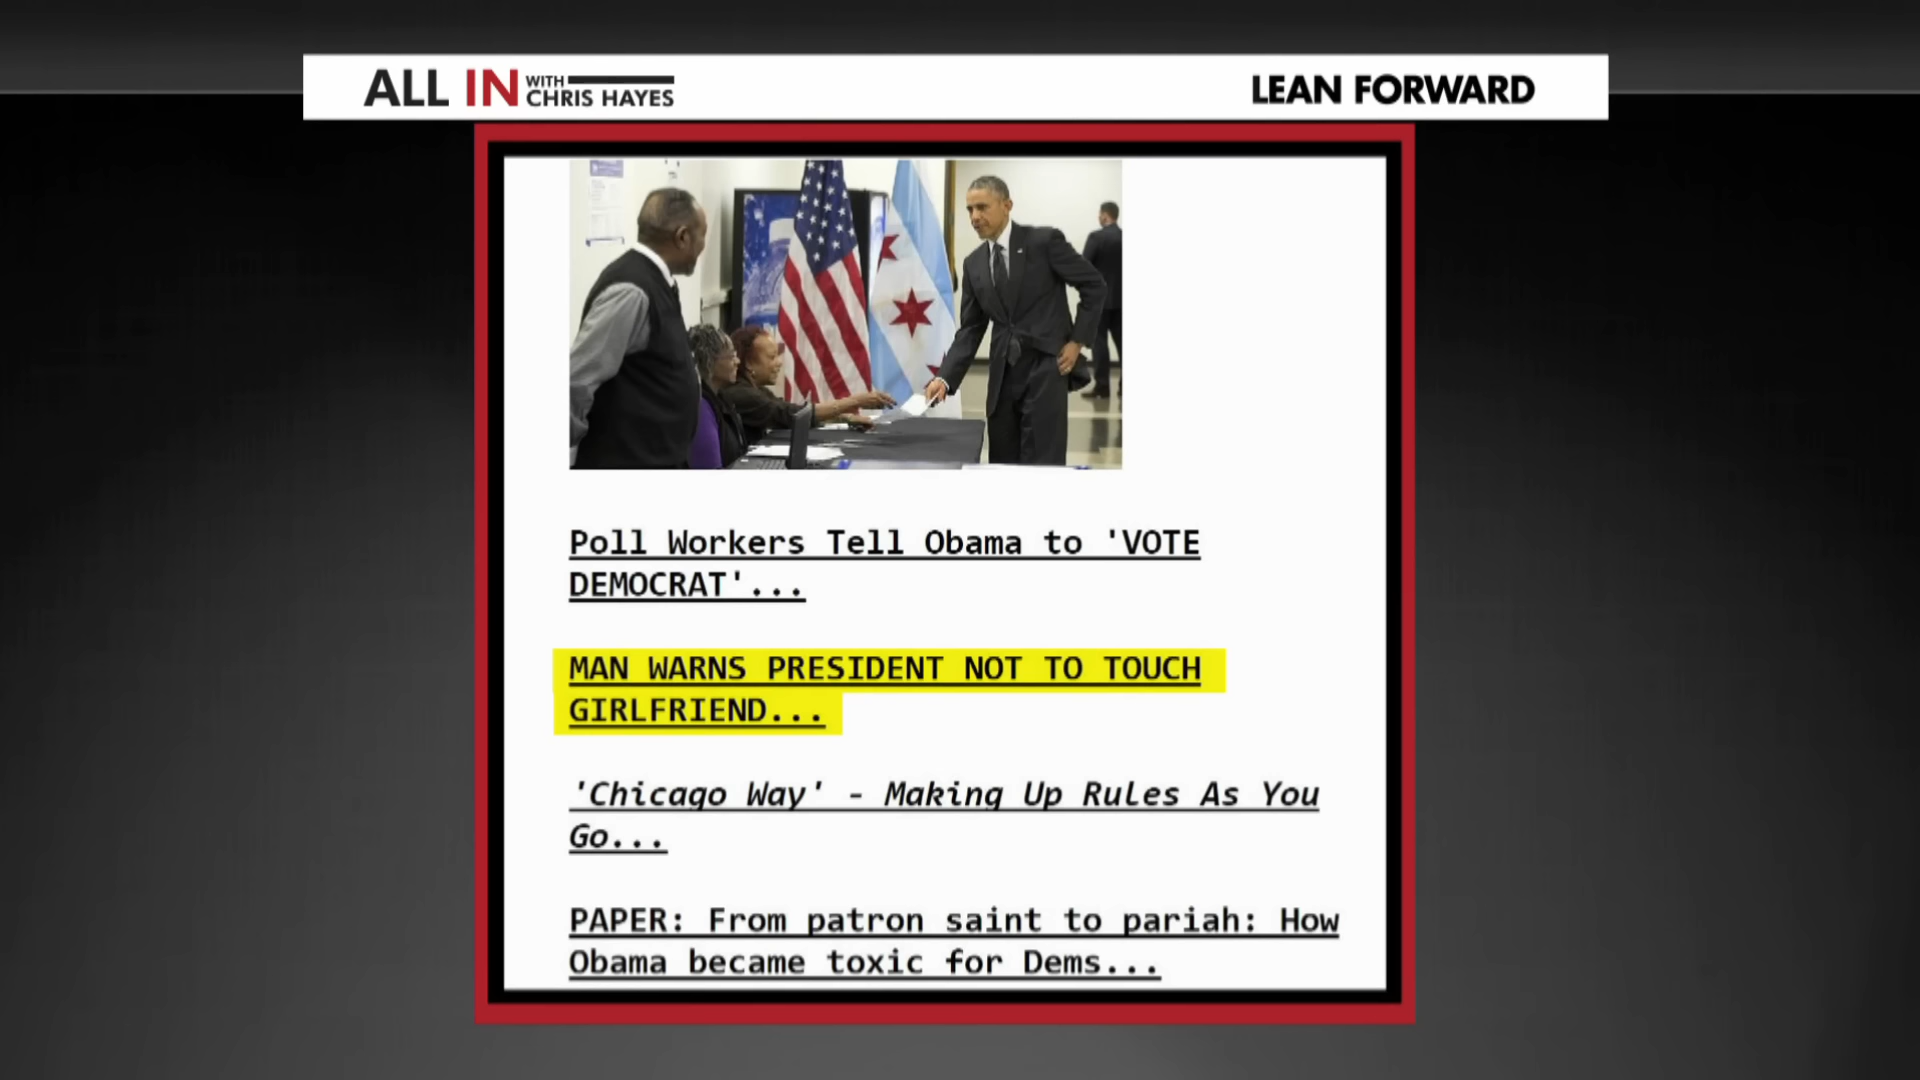 ALL IN WITH CHRIS HAYES
LEAN FORWARD
Poll Workers Tell Obama to 'VOTE
DEMOCRAT'...
MAN WARNS PRESIDENT NOT TO TOUCH
GIRLFRIEND...
'Chicago Way' - Making Up Rules As You
Go...
PAPER: From patron saint to pariah: How
Obama became toxic for Dems...